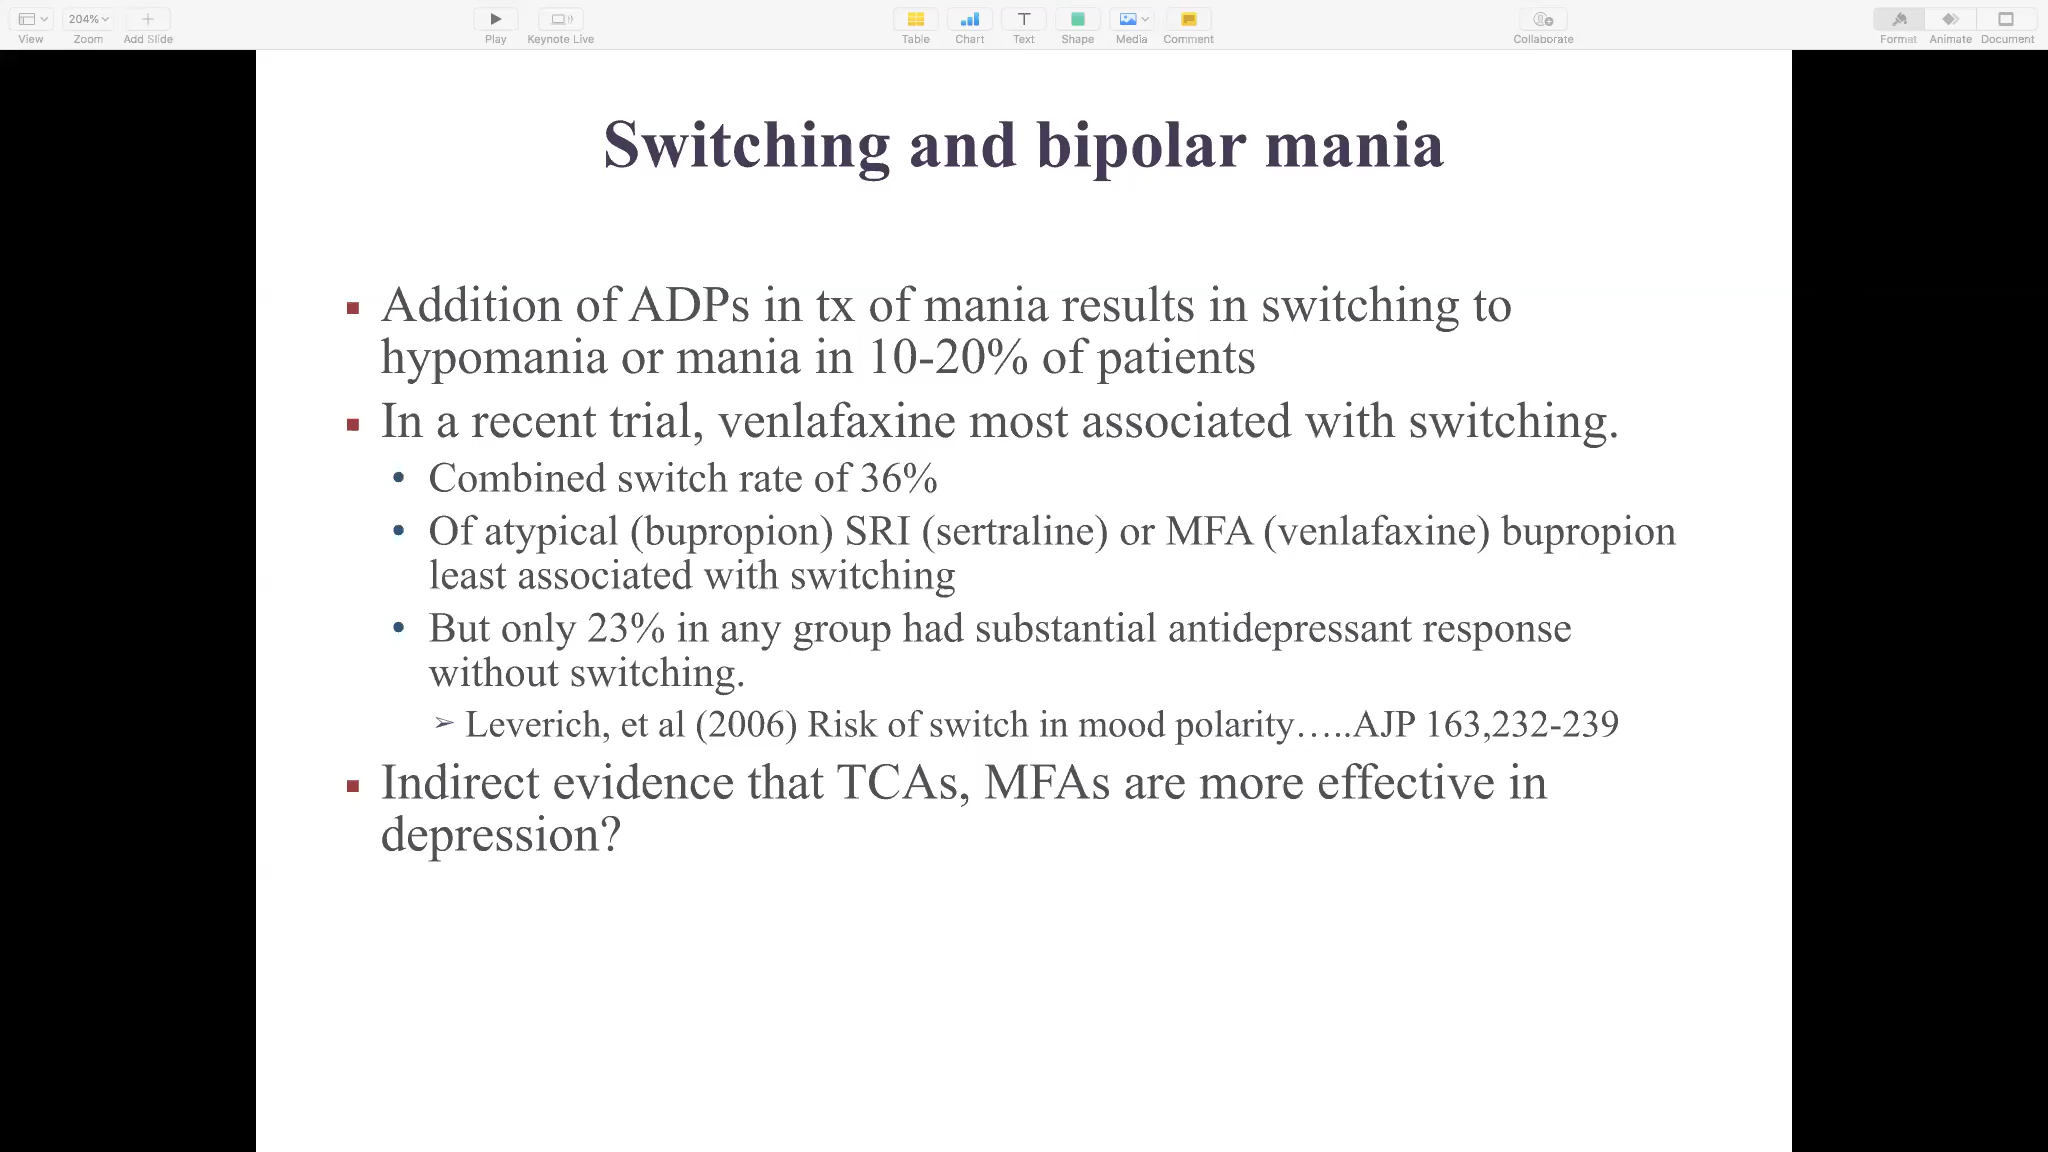 204%
View
Zoom
Add Slide
Play
Keynote Live
Table
Chart
Text
Shape
Media
Comment
Collaborate
Format
Animate
Document
Switching and bipolar mania
▪ Addition of ADPs in tx of mania results in switching to
hypomania or mania in 10-20% of patients
▪ In a recent trial, venlafaxine most associated with switching.
• Combined switch rate of 36%
• Of atypical (bupropion) SRI (sertraline) or MFA (venlafaxine) bupropion
least associated with switching
• But only 23% in any group had substantial antidepressant response
without switching.
➢ Leverich, et al (2006) Risk of switch in mood polarity…..AJP 163,232-239
▪ Indirect evidence that TCAs, MFAs are more effective in
depression?